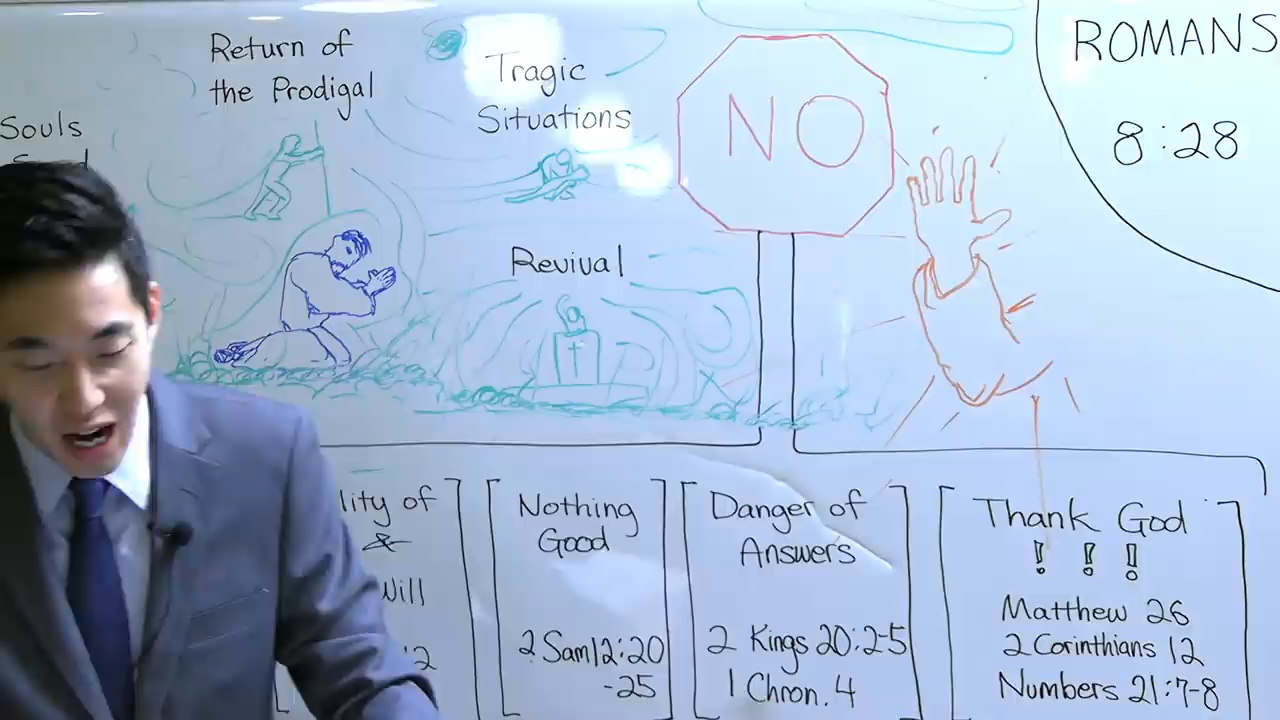 Return of
the Prodigal
Souls
Tragic
Situations
Revival
NO
ROMANS
8:28
lity of
&
Will
:2
Nothing
Good
2 Sam12:20
-25
Danger of
Answers
2 Kings 20:2-5
1 Chron. 4
Thank God
! ! !
Matthew 26
2 Corinthians 12
Numbers 21:7-8